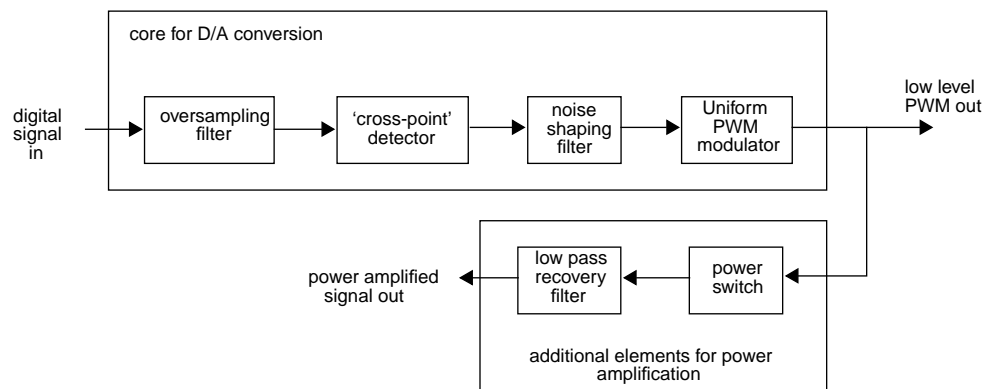 core for D/A conversion
digital
signal
in
oversampling
filter
‘cross-point’
detector
noise
shaping
filter
Uniform
PWM
modulator
low level
PWM out
power amplified
signal out
low pass
recovery
filter
power
switch
additional elements for power
amplification